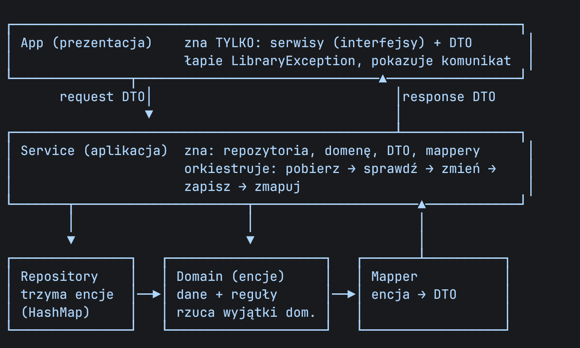 App (prezentacja) zna TYLKO: serwisy (interfejsy) + DTO
łapie LibraryException, pokazuje komunikat
request DTO
response DTO
Service (aplikacja) zna: repozytoria, domenę, DTO, mappery
orkiestruje: pobierz → sprawdź → zmień →
zapisz → zmapuj
Repository
trzyma encje
(HashMap)
Domain (encje)
dane + reguły
rzuca wyjątki dom.
Mapper
encja → DTO